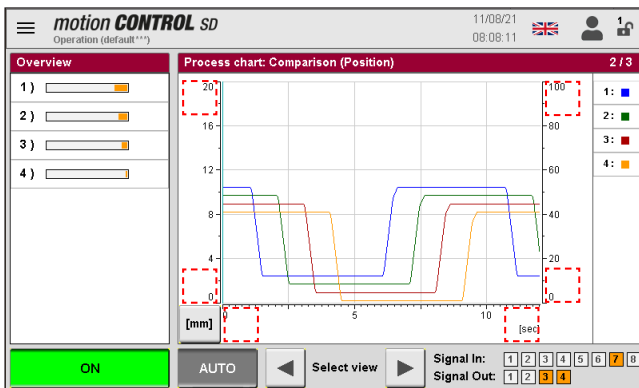 motion CONTROL SD
Operation (default***)
11/08/21
08:08:11
1
Overview
1 )
2 )
3 )
4 )
Process chart: Comparison (Position)
2 / 3
20
16
12
8
4
0
100
80
60
40
20
0
0
5
10
[mm]
[sec
1:
2:
3:
4:
ON
AUTO
Select view
Signal In: 1 2 3 4 5 6 7 8
Signal Out: 1 2 3 4